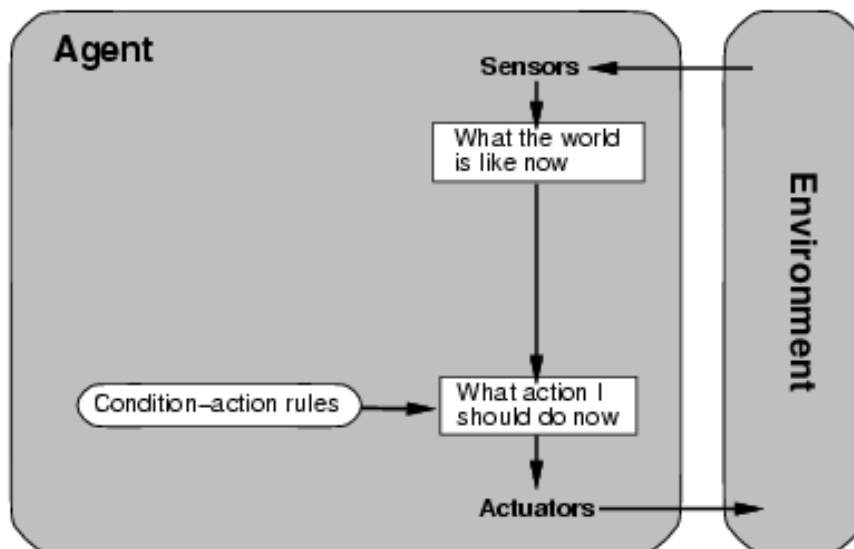 Agent
Sensors
What the world
is like now
Environment
Condition–action rules
What action I
should do now
Actuators